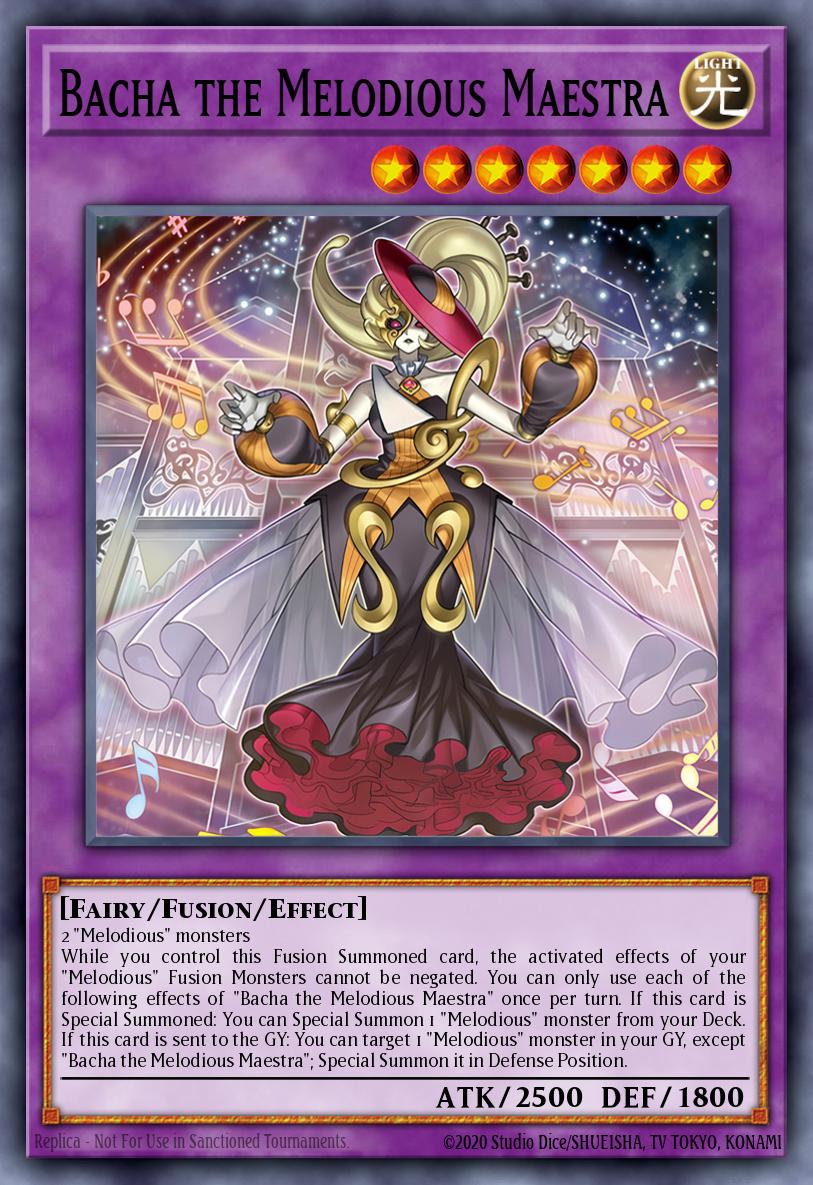 Bacha the Melodious Maestra
LIGHT
光
[Fairy/Fusion/Effect]
2 "Melodious" monsters
While you control this Fusion Summoned card, the activated effects of your
"Melodious" Fusion Monsters cannot be negated. You can only use each of the
following effects of "Bacha the Melodious Maestra" once per turn. If this card is
Special Summoned: You can Special Summon 1 "Melodious" monster from your Deck.
If this card is sent to the GY: You can target 1 "Melodious" monster in your GY, except
"Bacha the Melodious Maestra"; Special Summon it in Defense Position.
ATK/2500 DEF/1800
Replica - Not For Use in Sanctioned Tournaments.
©2020 Studio Dice/SHUEISHA, TV TOKYO, KONAMI